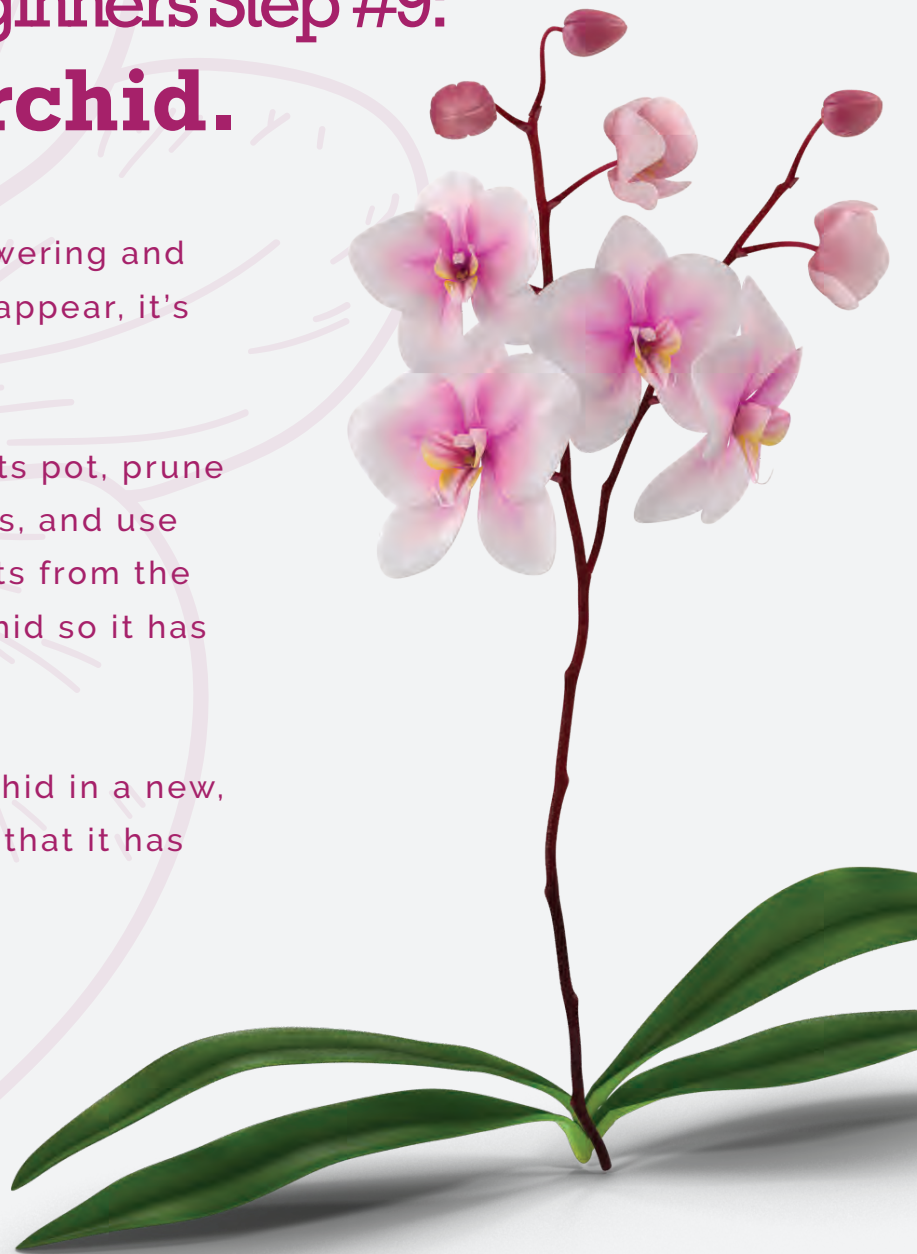 ginners Step #9:
rchid.
wering and
appear, it's
ts pot, prune
s, and use
ts from the
hid so it has
hid in a new,
that it has